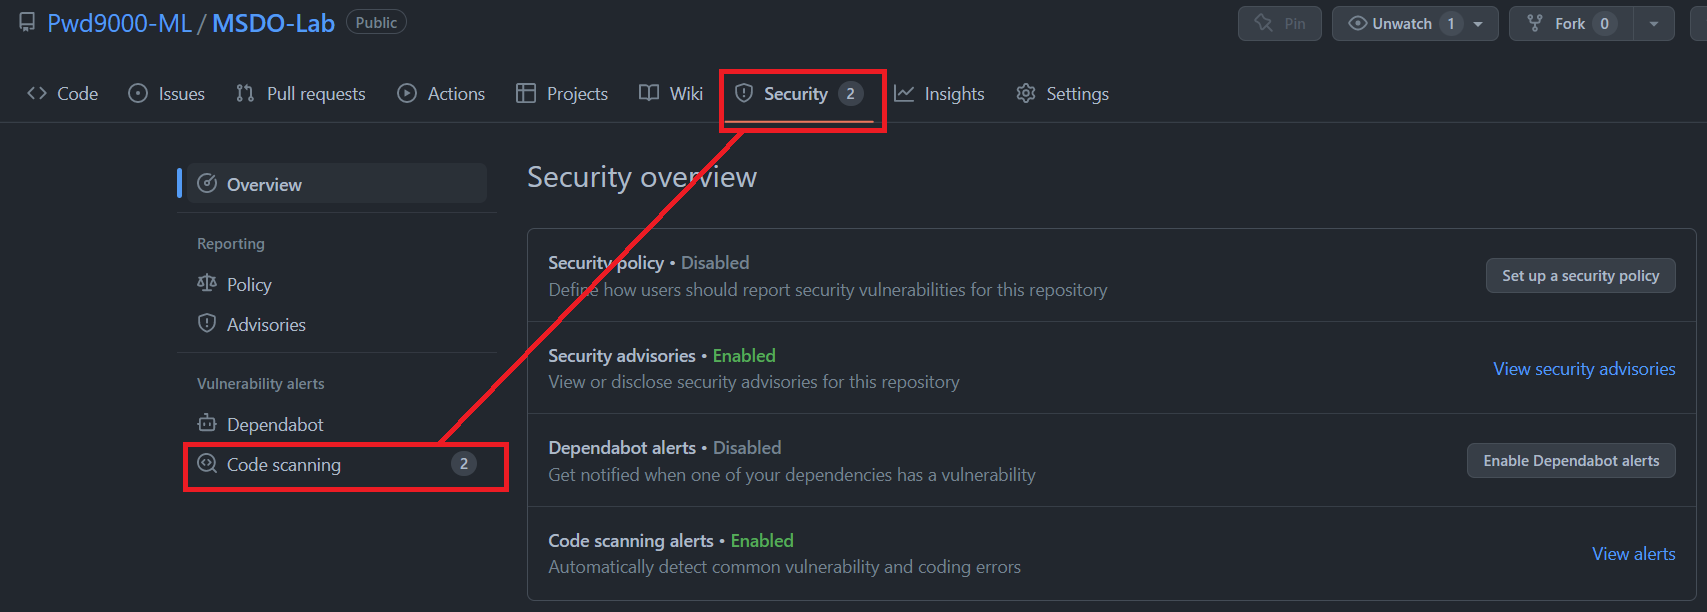 Pwd9000-ML / MSDO-Lab Public
Pin Unwatch 1 Fork 0
Code Issues Pull requests Actions Projects Wiki Security 2 Insights Settings
Overview
Reporting
Policy
Advisories
Vulnerability alerts
Dependabot
Code scanning 2
Security overview
Security policy • Disabled
Define how users should report security vulnerabilities for this repository
Set up a security policy
Security advisories • Enabled
View or disclose security advisories for this repository
View security advisories
Dependabot alerts • Disabled
Get notified when one of your dependencies has a vulnerability
Enable Dependabot alerts
Code scanning alerts • Enabled
Automatically detect common vulnerability and coding errors
View alerts